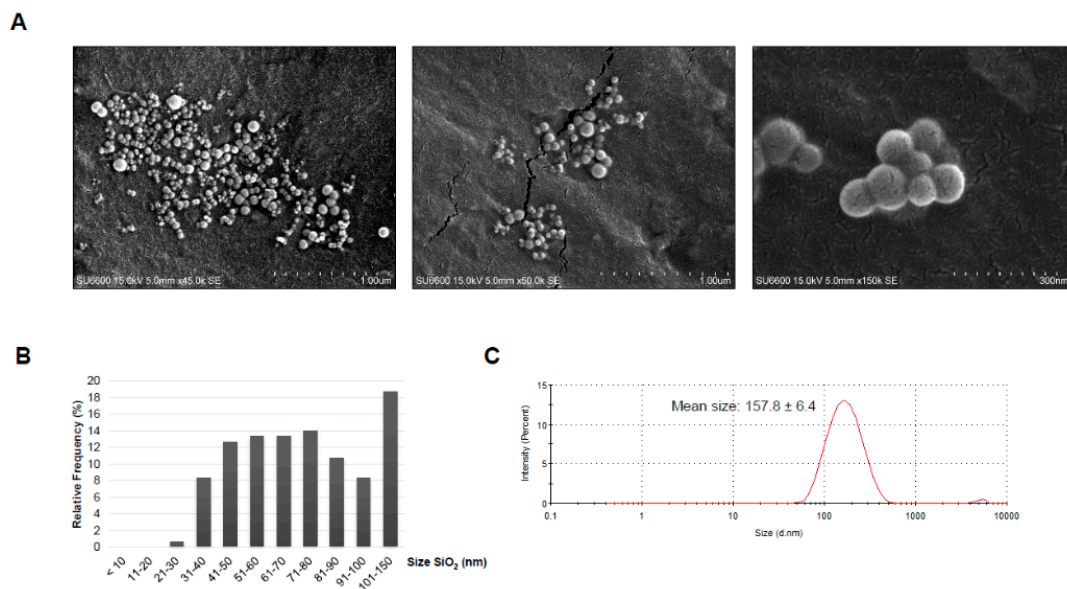 A
SU6600 15.0kV 5.0mm x45.0k SE 1.00um
SU6600 15.0kV 5.0mm x50.0k SE 1.00um
SU6600 15.0kV 5.0mm x150k SE 300nm
B
Relative Frequency (%)
20
18
16
14
12
10
8
6
4
2
0
< 10
11-20
21-30
31-40
41-50
51-60
61-70
71-80
81-90
91-100
101-150
Size SiO₂ (nm)
C
Mean size: 157.8 ± 6.4
Intensity (Percent)
15
10
5
0
0.1 1 10 100 1000 10000
Size (d.nm)